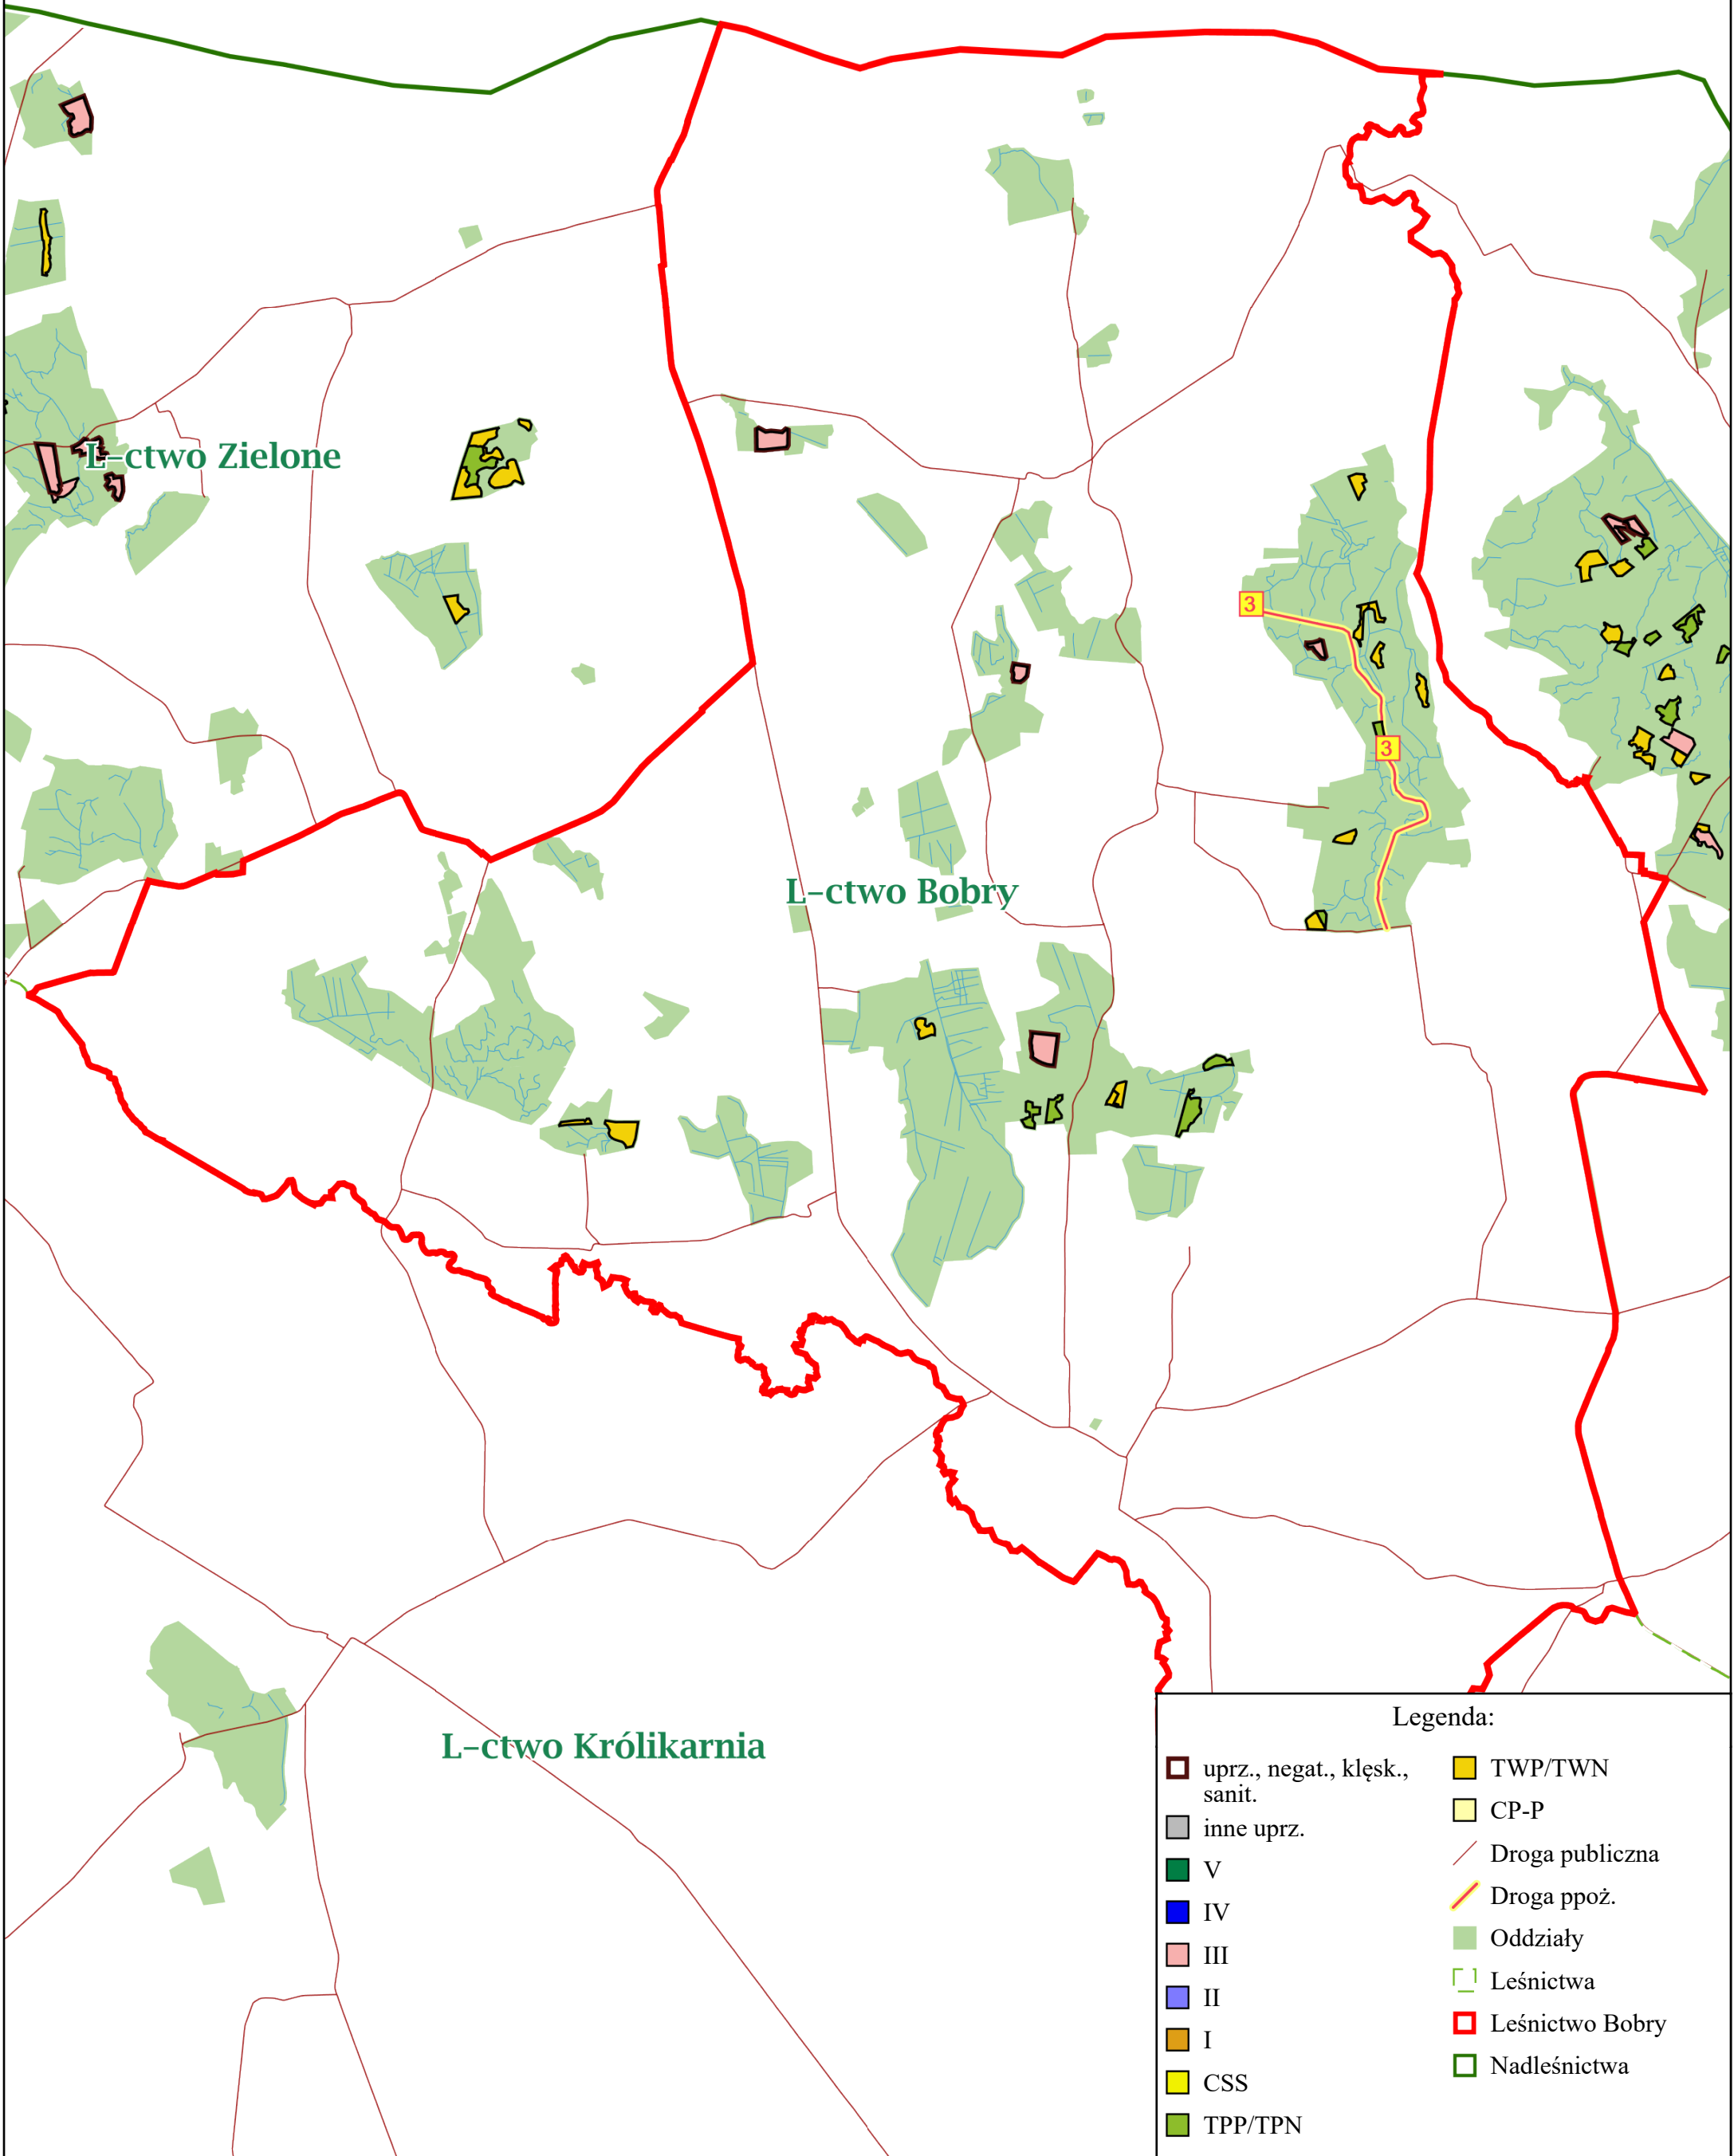 L–ctwo Zielone
3
3
L–ctwo Bobry
L–ctwo Królikarnia
Legenda:
uprz., negat., klęsk.,
sanit.
inne uprz.
V
IV
III
II
I
CSS
TPP/TPN
TWP/TWN
CP-P
Droga publiczna
Droga ppoż.
Oddziały
Leśnictwa
Leśnictwo Bobry
Nadleśnictwa